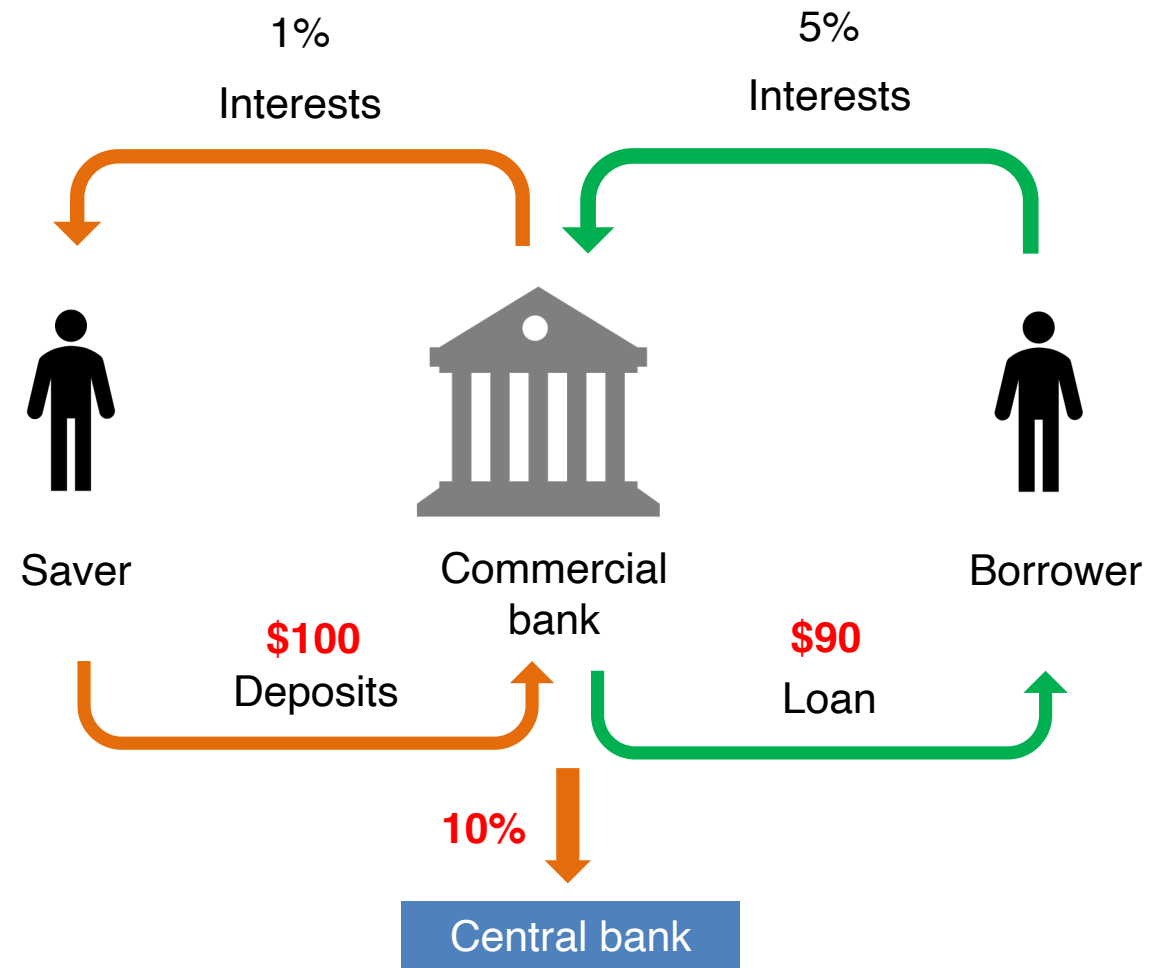 1%
Interests
5%
Interests
Saver
Commercial
bank
Borrower
$100
Deposits
$90
Loan
10%
Central bank